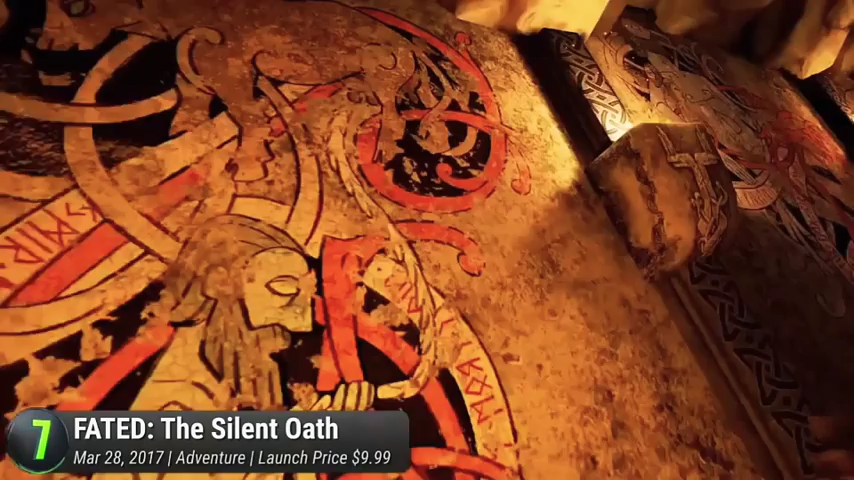 7
FATED: The Silent Oath
Mar 28, 2017 | Adventure | Launch Price $9.99